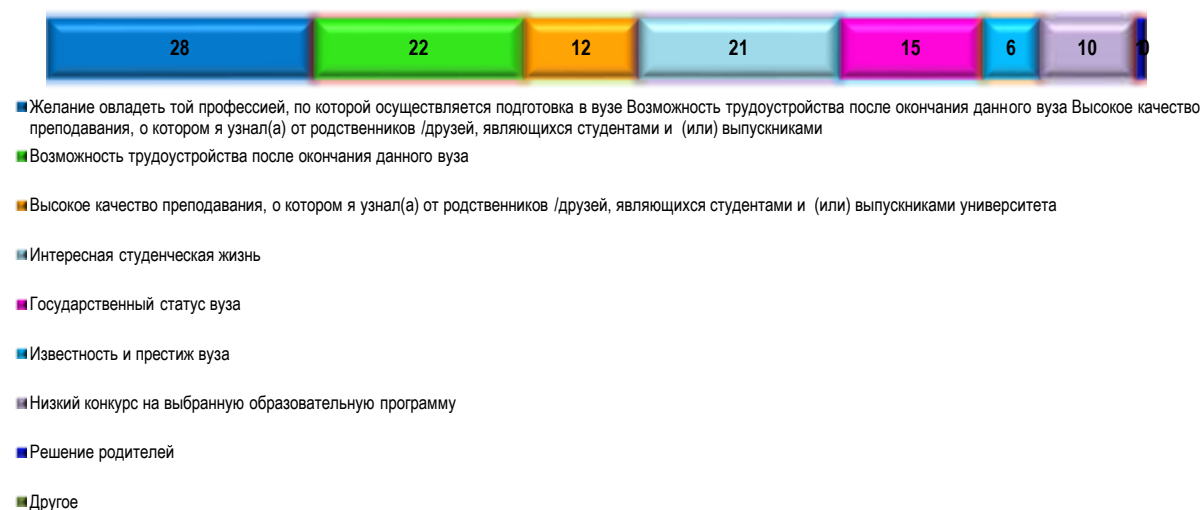 28 22 12 21 15 6 10 1 0
Желание овладеть той профессией, по которой осуществляется подготовка в вузе Возможность трудоустройства после окончания данного вуза Высокое качество
преподавания, о котором я узнал(а) от родственников /друзей, являющихся студентами и (или) выпускниками
Возможность трудоустройства после окончания данного вуза
Высокое качество преподавания, о котором я узнал(а) от родственников /друзей, являющихся студентами и (или) выпускниками университета
Интересная студенческая жизнь
Государственный статус вуза
Известность и престиж вуза
Низкий конкурс на выбранную образовательную программу
Решение родителей
Другое